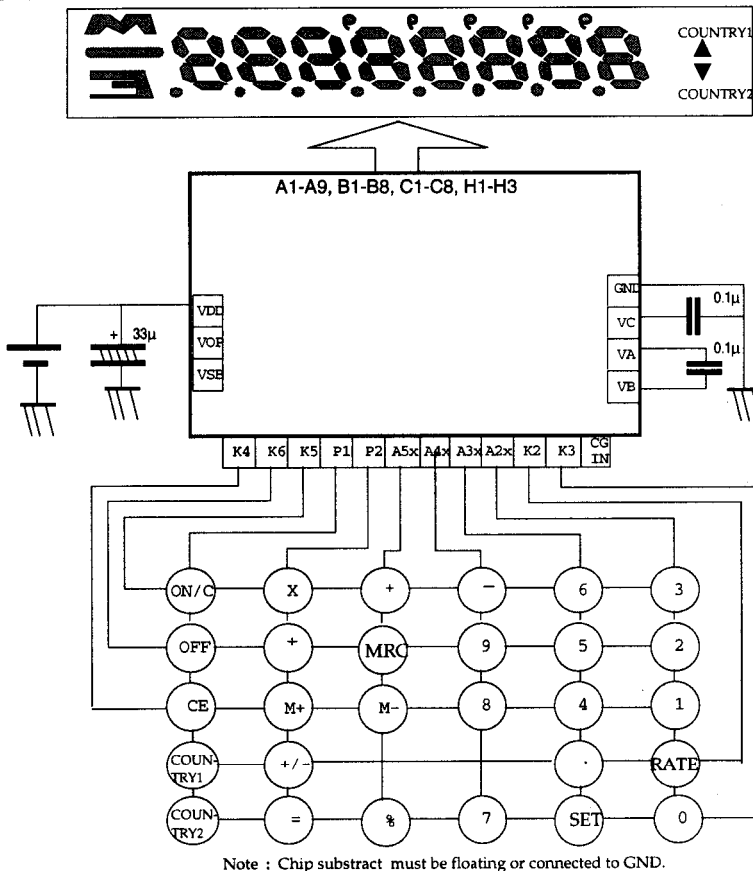 COUNTRY1
COUNTRY2
A1-A9, B1-B8, C1-C8, H1-H3
VDD
VOP
VSB
+ 33µ
GND
VC
VA
VB
0.1µ
0.1µ
K4 K6 K5 P1 P2 A5x A4x A3x A2x K2 K3 CG IN
ON/C X + − 6 3
OFF + MRC 9 5 2
CE M+ M− 8 4 1
COUN-TRY1 +/− . RATE
COUN-TRY2 = % 7 SET 0
Note : Chip substract must be floating or connected to GND.